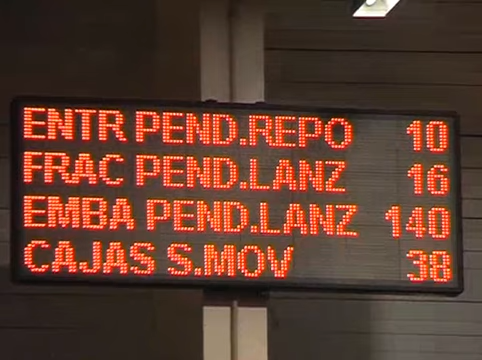 ENTR PEND.REPO 10
FRAC PEND.LANZ 16
EMBA PEND.LANZ 140
CAJAS S.MOV 38